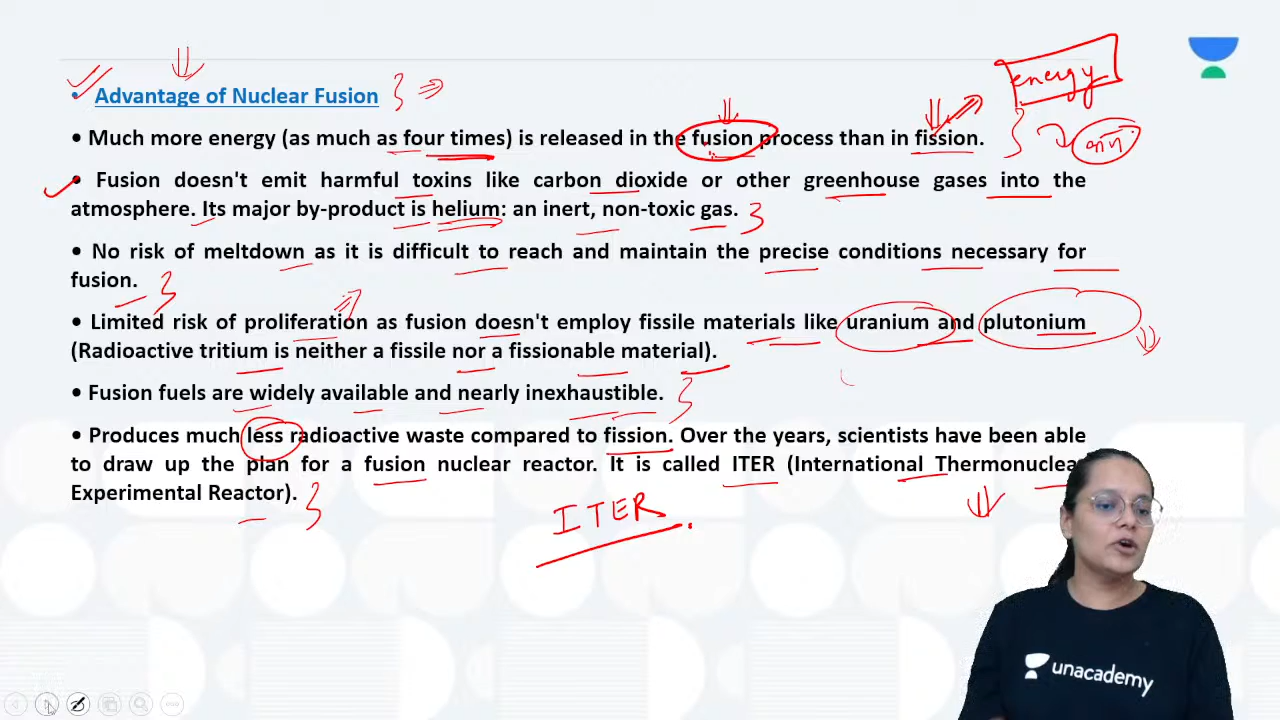 energy
• Advantage of Nuclear Fusion
• Much more energy (as much as four times) is released in the fusion process than in fission.
• Fusion doesn't emit harmful toxins like carbon dioxide or other greenhouse gases into the
atmosphere. Its major by-product is helium: an inert, non-toxic gas.
• No risk of meltdown as it is difficult to reach and maintain the precise conditions necessary for
fusion.
• Limited risk of proliferation as fusion doesn't employ fissile materials like uranium and plutonium
(Radioactive tritium is neither a fissile nor a fissionable material).
• Fusion fuels are widely available and nearly inexhaustible.
• Produces much less radioactive waste compared to fission. Over the years, scientists have been able
to draw up the plan for a fusion nuclear reactor. It is called ITER (International Thermonuclear
Experimental Reactor).
ITER
unacademy